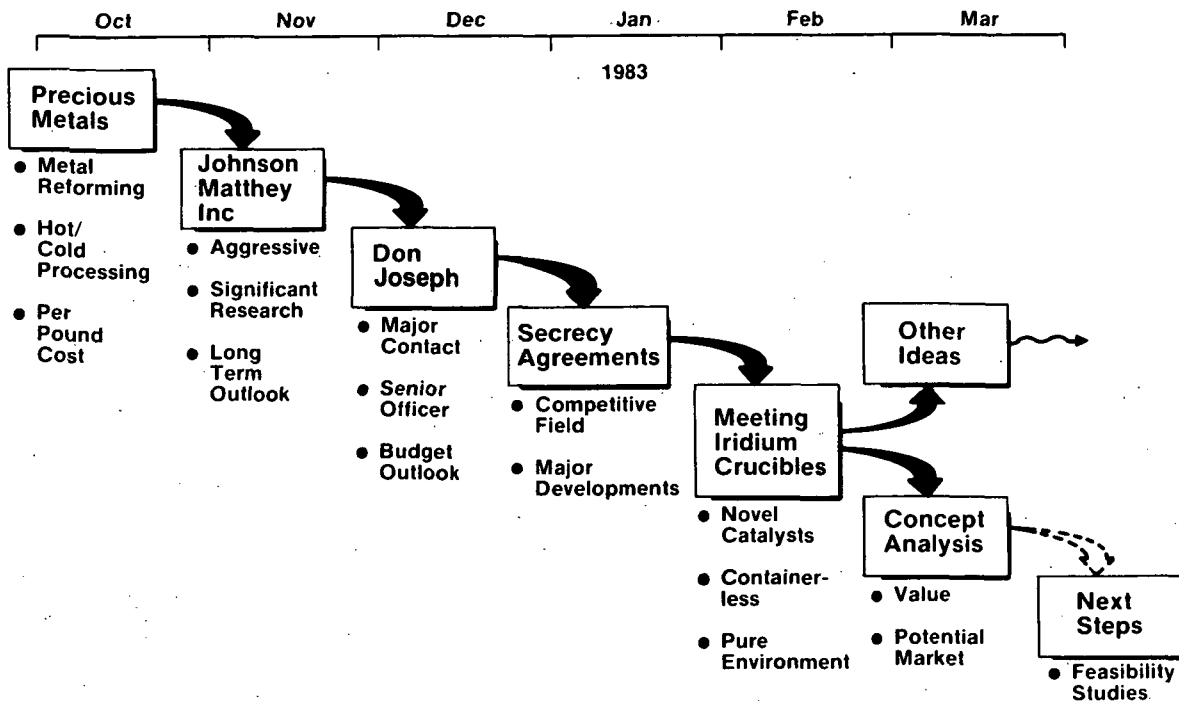 Oct Nov Dec Jan Feb Mar
1983
Precious
Metals
● Metal
Reforming
● Hot/
Cold
Processing
● Per
Pound
Cost
Johnson
Matthey
Inc
● Aggressive
● Significant
Research
● Long
Term
Outlook
Don
Joseph
● Major
Contact
● Senior
Officer
● Budget
Outlook
Secrecy
Agreements
● Competitive
Field
● Major
Developments
Meeting
Iridium
Crucibles
● Novel
Catalysts
● Container-
less
● Pure
Environment
Other
Ideas
Concept
Analysis
● Value
● Potential
Market
Next
Steps
● Feasibility
Studies